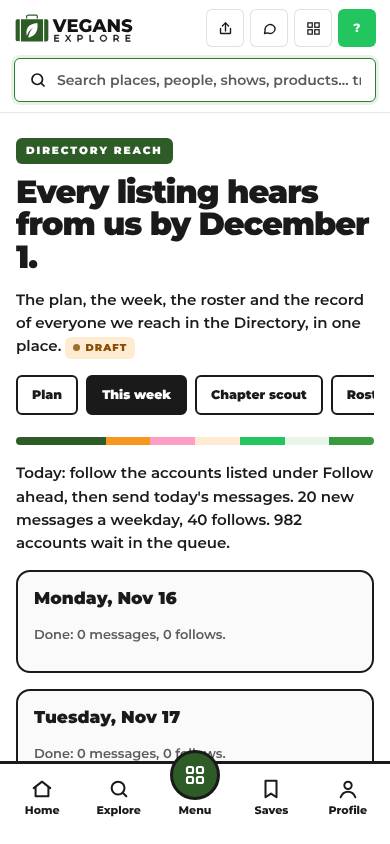 VEGANS
EXPLORE
?
Search places, people, shows, products...
DIRECTORY REACH
Every listing hears
from us by December
1.
The plan, the week, the roster and the record
of everyone we reach in the Directory, in one
place. DRAFT
Plan This week Chapter scout Rost
Today: follow the accounts listed under Follow
ahead, then send today's messages. 20 new
messages a weekday, 40 follows. 982
accounts wait in the queue.
Monday, Nov 16
Done: 0 messages, 0 follows.
Tuesday, Nov 17
Done: 0 messages, 0 follows.
Home Explore Menu Saves Profile